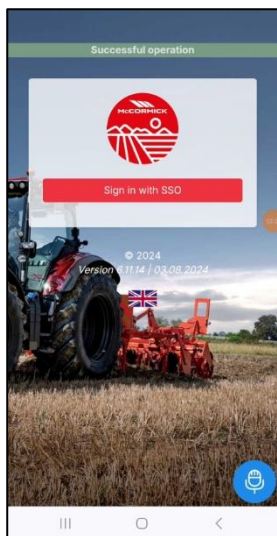 Successful operation
McCORMICK
Sign in with SSO
© 2024
Version 6.11.14 | 03.08.2024